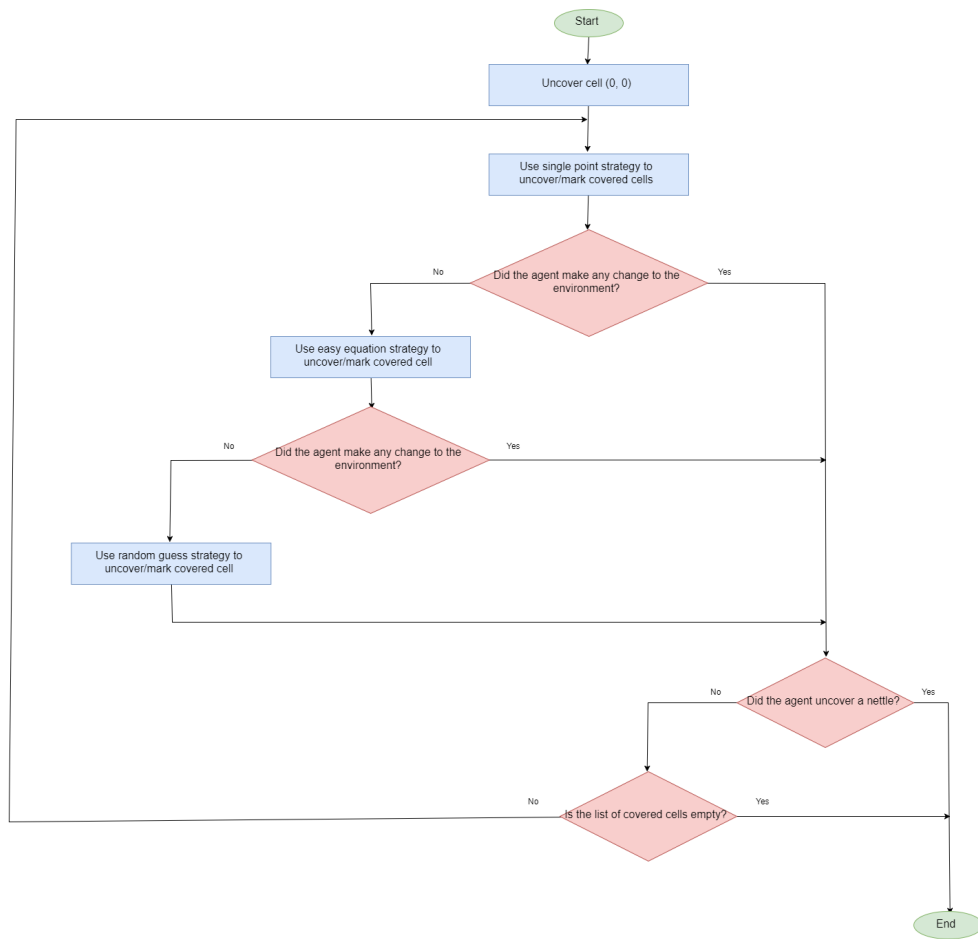 Start
Uncover cell (0, 0)
Use single point strategy to
uncover/mark covered cells
No
Did the agent make any change to the
environment?
Yes
Use easy equation strategy to
uncover/mark covered cell
No
Did the agent make any change to the
environment?
Yes
Use random guess strategy to
uncover/mark covered cell
No
Did the agent uncover a nettle?
Yes
No
Is the list of covered cells empty?
Yes
End